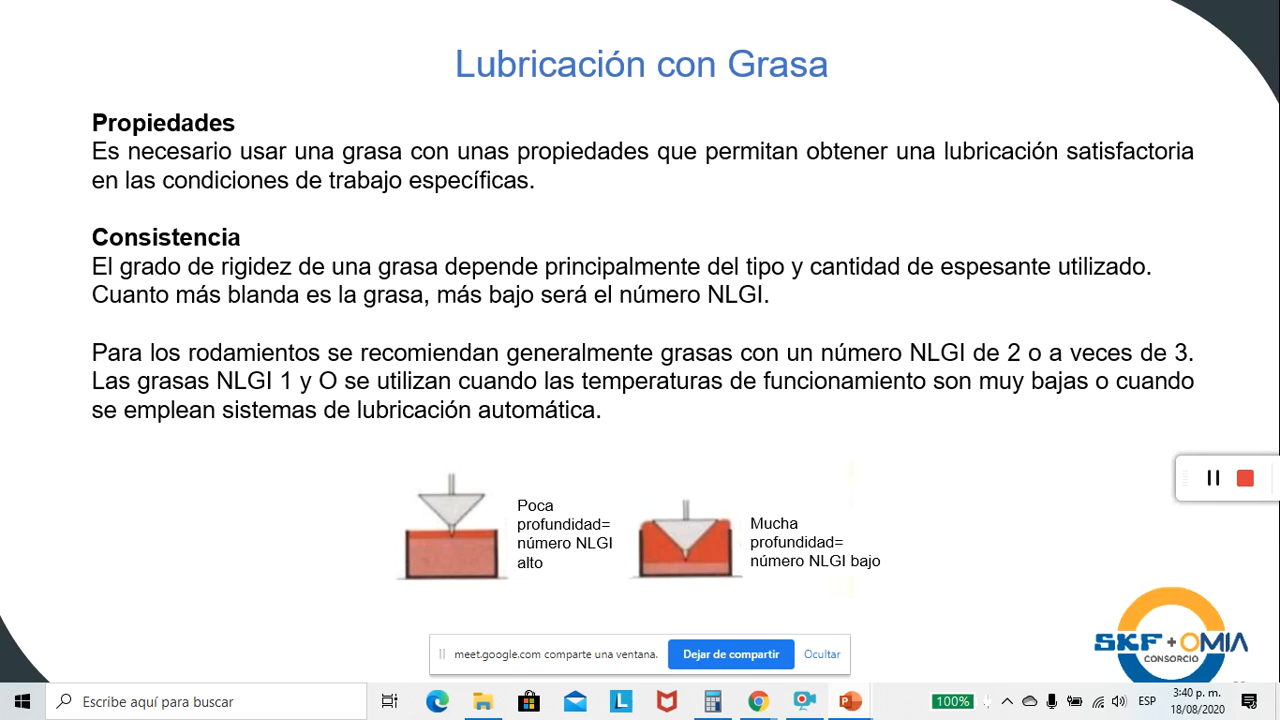 Lubricación con Grasa
Propiedades
Es necesario usar una grasa con unas propiedades que permitan obtener una lubricación satisfactoria
en las condiciones de trabajo específicas.
Consistencia
El grado de rigidez de una grasa depende principalmente del tipo y cantidad de espesante utilizado.
Cuanto más blanda es la grasa, más bajo será el número NLGI.
Para los rodamientos se recomiendan generalmente grasas con un número NLGI de 2 o a veces de 3.
Las grasas NLGI 1 y O se utilizan cuando las temperaturas de funcionamiento son muy bajas o cuando
se emplean sistemas de lubricación automática.
Poca
profundidad=
número NLGI
alto
Mucha
profundidad=
número NLGI bajo
SKF + OMIA
CONSORCIO
meet.google.com comparte una ventana.
Dejar de compartir
Ocultar
Escribe aquí para buscar
100%
ESP
3:40 p. m.
18/08/2020